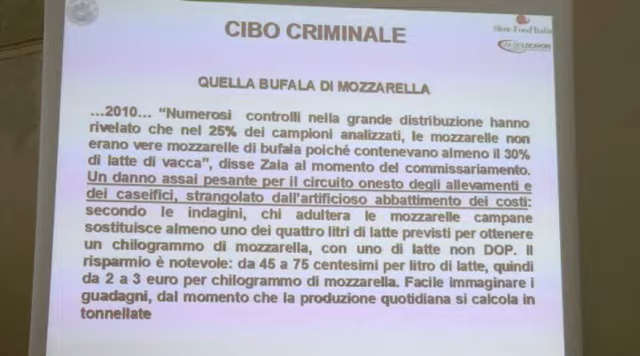 CIBO CRIMINALE
Slow Food Italia
QUELLA BUFALA DI MOZZARELLA
…2010… “Numerosi controlli nella grande distribuzione hanno
rivelato che nel 25% dei campioni analizzati, le mozzarelle non
erano vere mozzarelle di bufala poiché contenevano almeno il 30%
di latte di vacca”, disse Zaia al momento del commissariamento.
Un danno assai pesante per il circuito onesto degli allevamenti e
dei caseifici, strangolato dall’artificioso abbattimento dei costi:
secondo le indagini, chi adultera le mozzarelle campane
sostituisce almeno uno dei quattro litri di latte previsti per ottenere
un chilogrammo di mozzarella, con uno di latte non DOP. Il
risparmio è notevole: da 45 a 75 centesimi per litro di latte, quindi
da 2 a 3 euro per chilogrammo di mozzarella. Facile immaginare i
guadagni, dal momento che la produzione quotidiana si calcola in
tonnellate